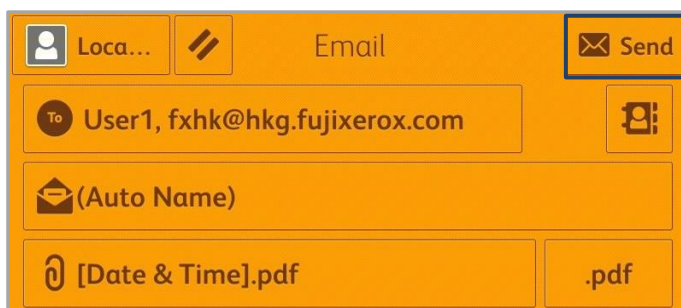 Loca... Email Send
To User1, fxhk@hkg.fujixerox.com
(Auto Name)
[Date & Time].pdf .pdf